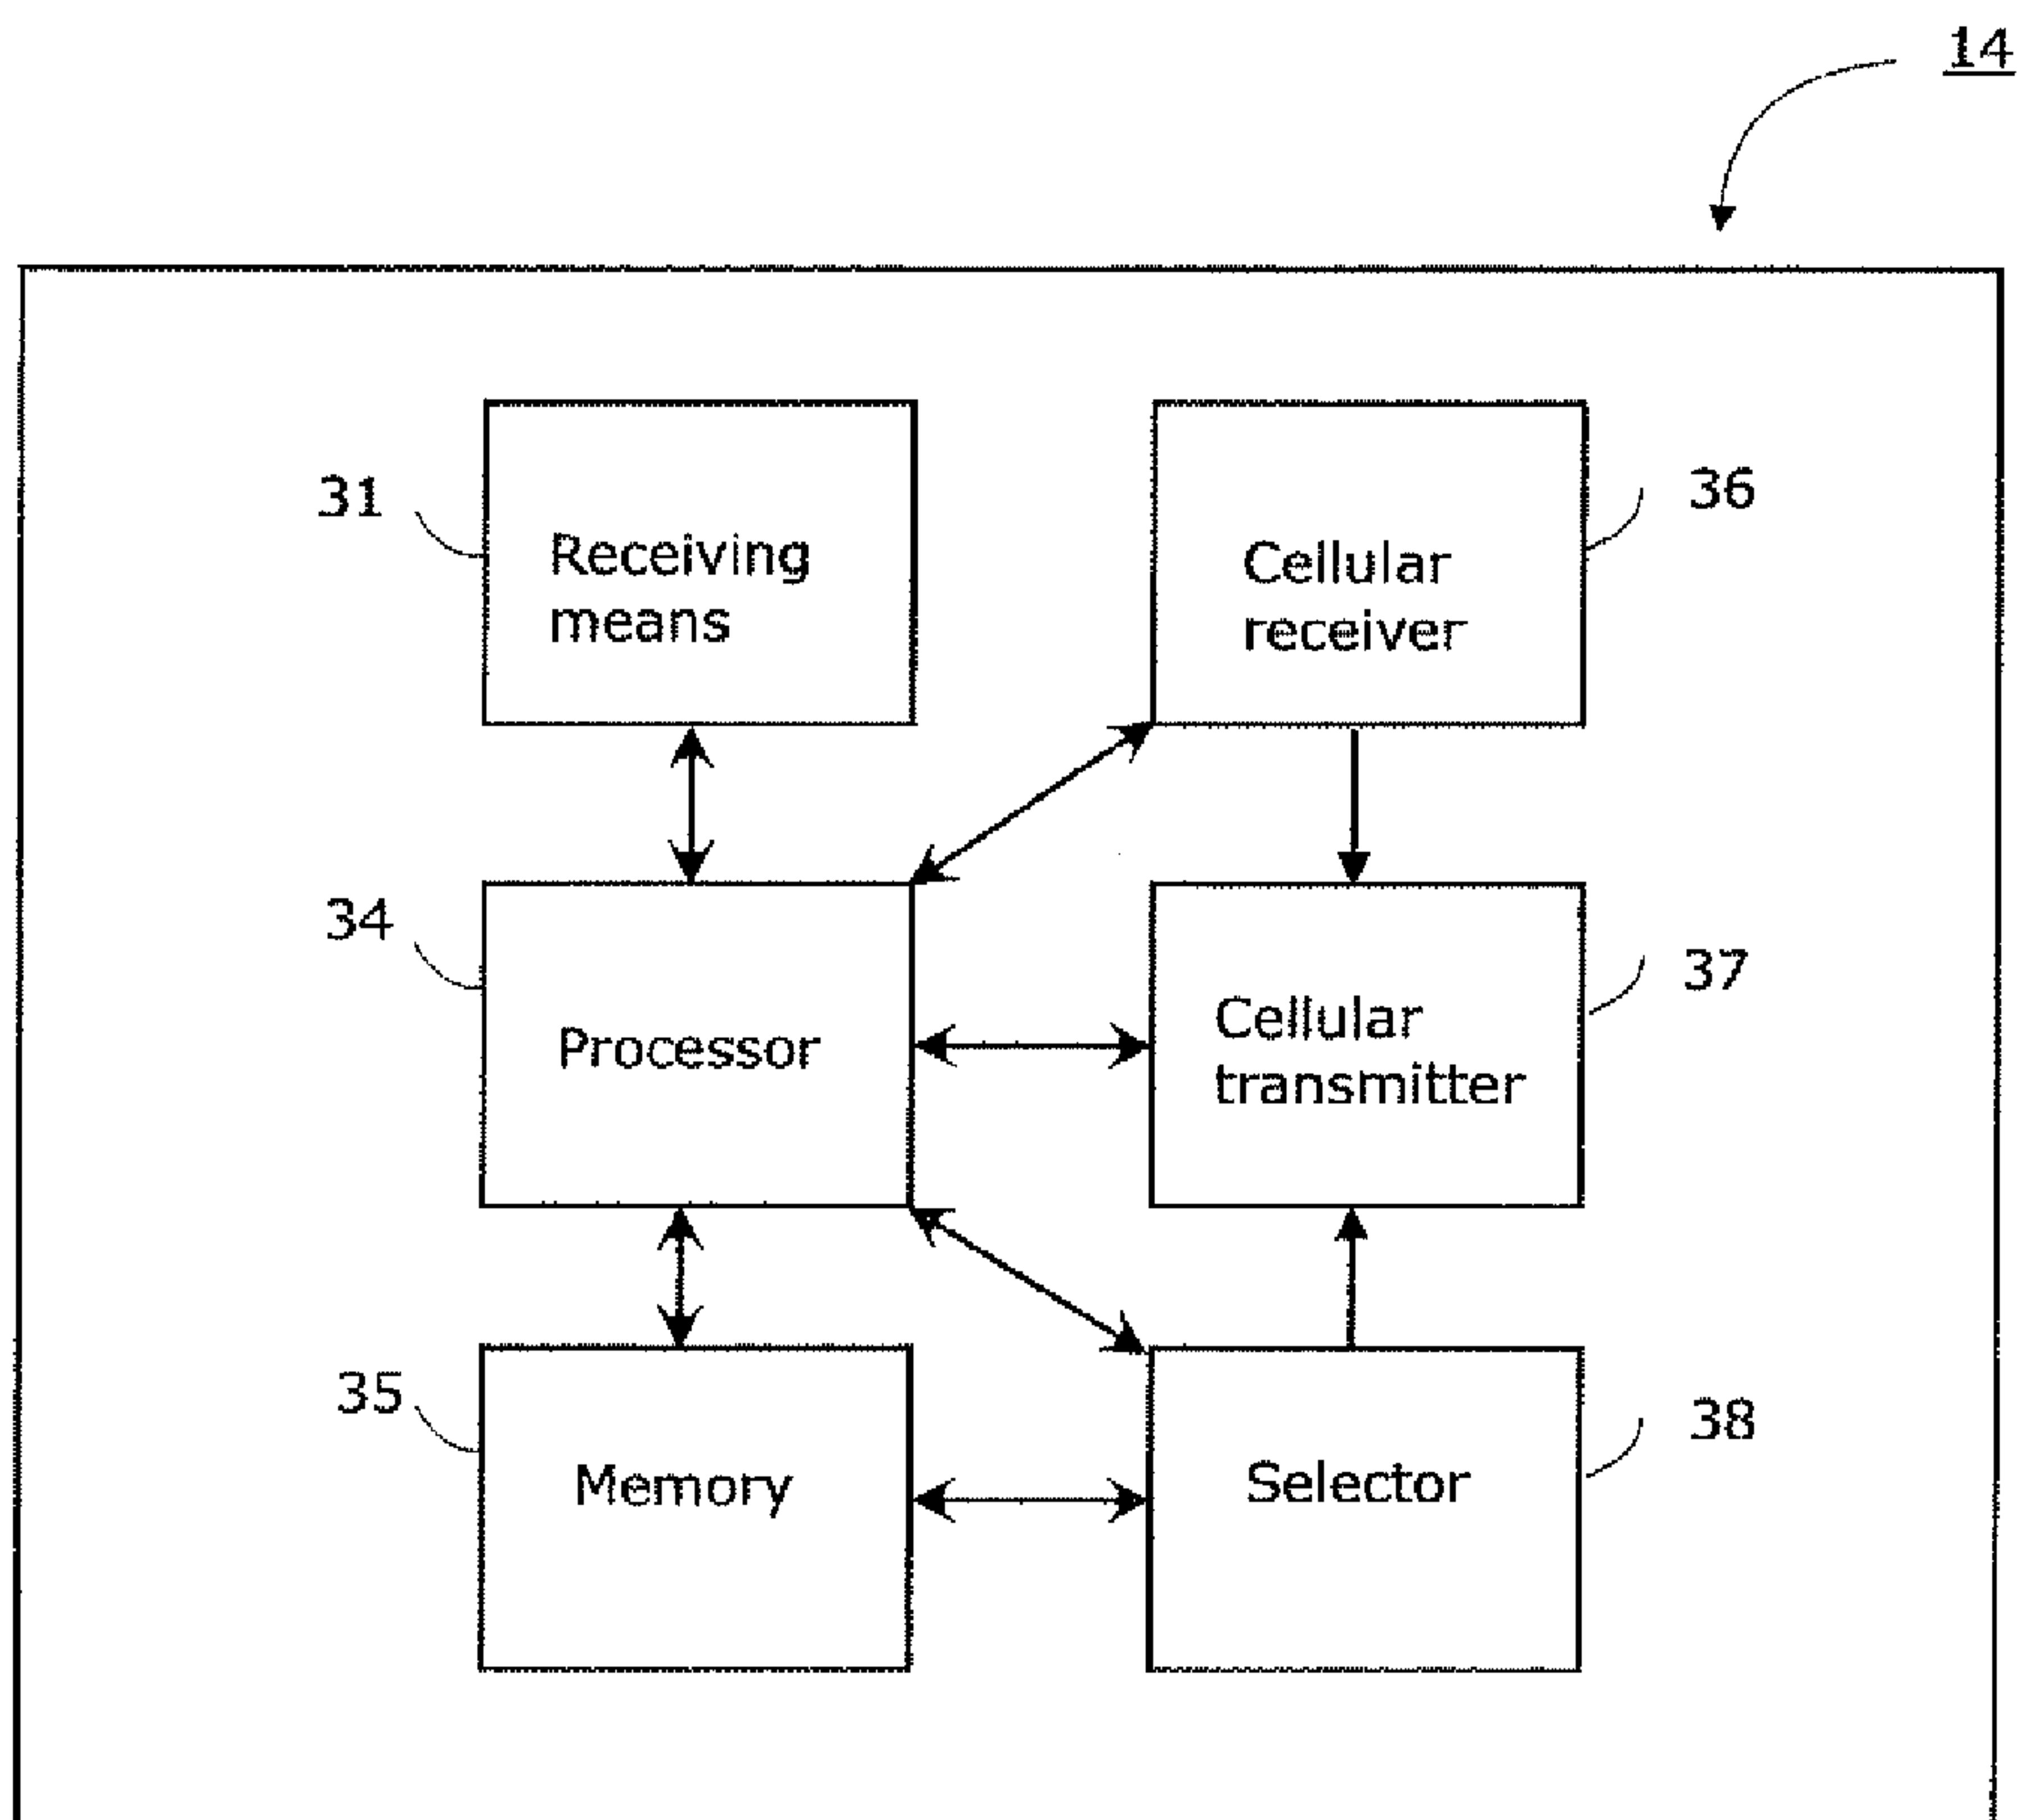 14
31
Receiving
means
36
Cellular
receiver
34
Processor
37
Cellular
transmitter
35
Memory
38
Selector